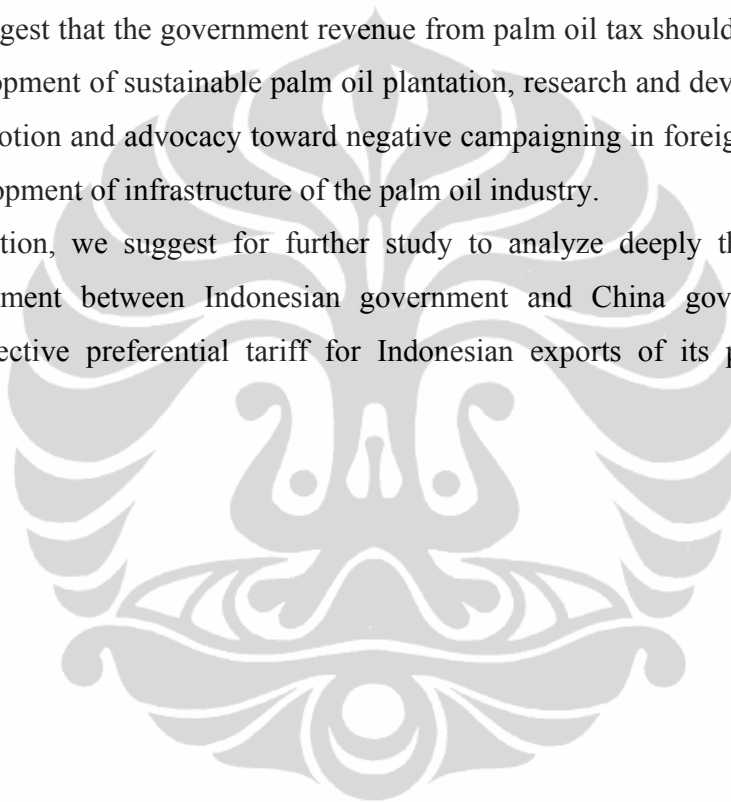 gest that the government revenue from palm oil tax should
opment of sustainable palm oil plantation, research and dev
otion and advocacy toward negative campaigning in foreig
opment of infrastructure of the palm oil industry.
tion, we suggest for further study to analyze deeply th
ment between Indonesian government and China gov
ective preferential tariff for Indonesian exports of its p